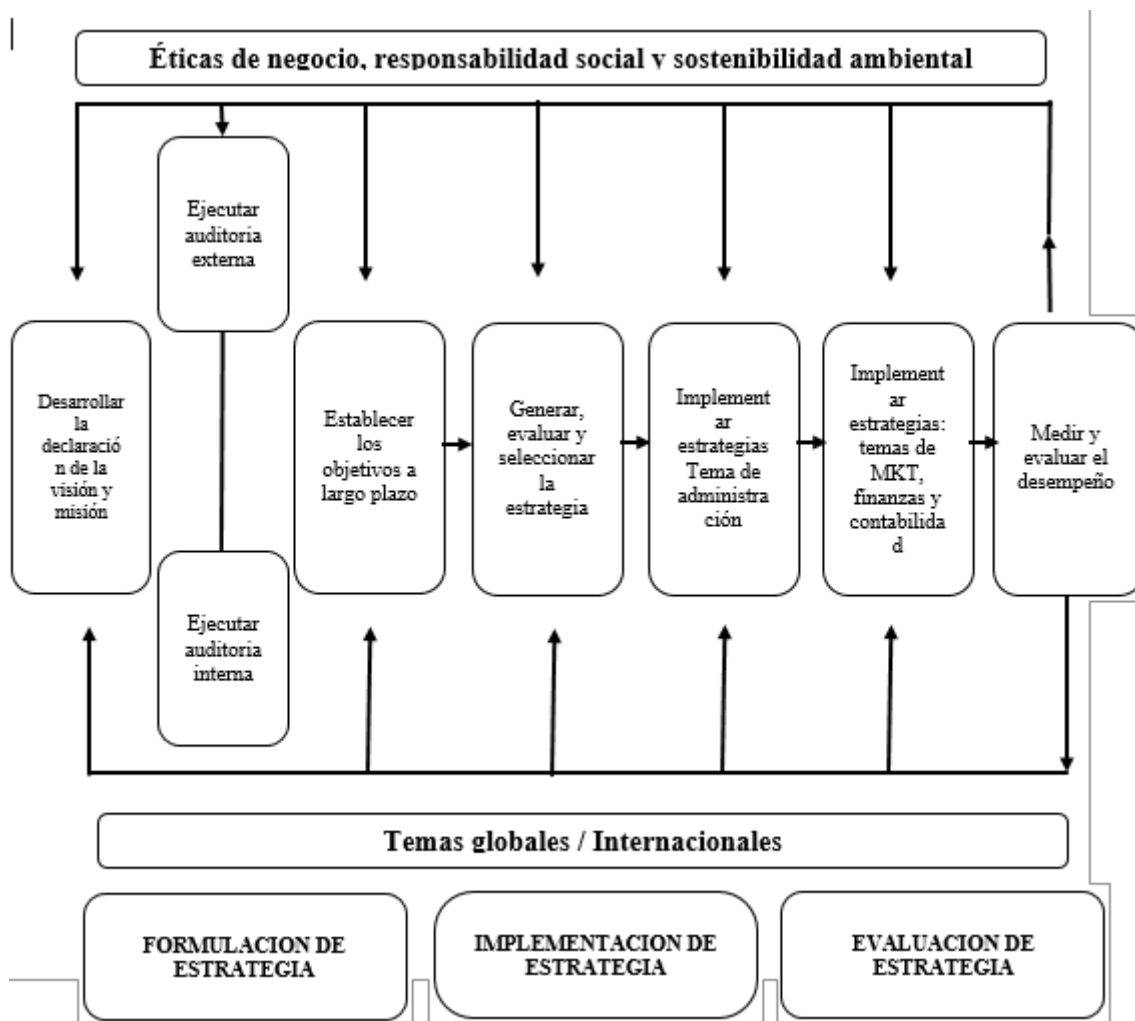 Éticas de negocio, responsabilidad social y sostenibilidad ambiental
Ejecutar
auditoria
externa
Desarrollar
la
declaració
n de la
visión y
misión
Ejecutar
auditoria
interna
Establecer
los
objetivos a
largo plazo
Generar,
evaluar y
seleccionar
la
estrategia
Implement
ar
estrategias
Tema de
administra
ción
Implement
ar
estrategias:
temas de
MKT,
finanzas y
contabilida
d
Medir y
evaluar el
desempeño
Temas globales / Internacionales
FORMULACION DE
ESTRATEGIA
IMPLEMENTACION DE
ESTRATEGIA
EVALUACION DE
ESTRATEGIA